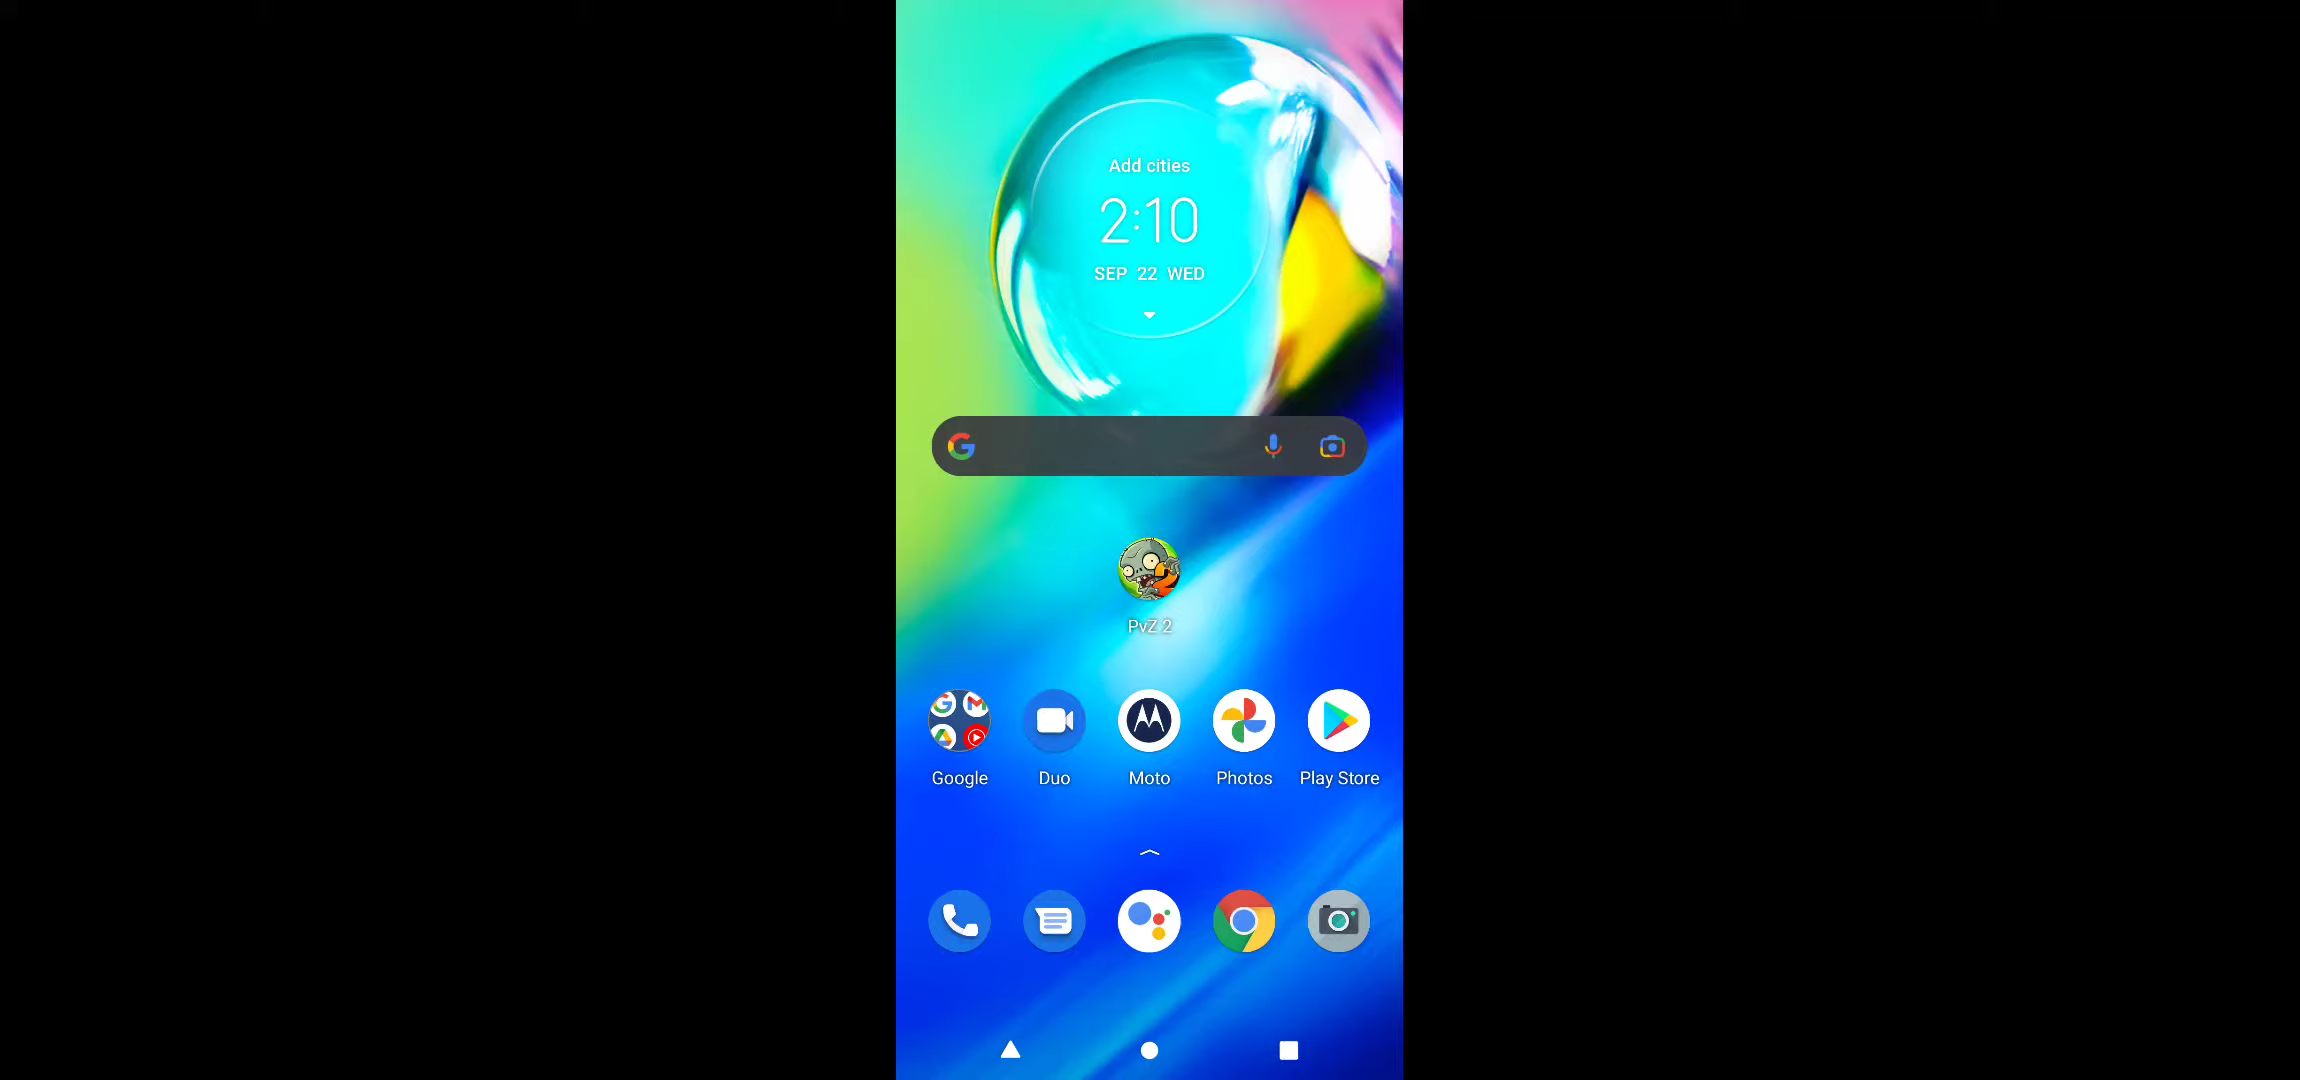 Add cities
2:10
SEP 22 WED
PvZ 2
Google Duo Moto Photos Play Store